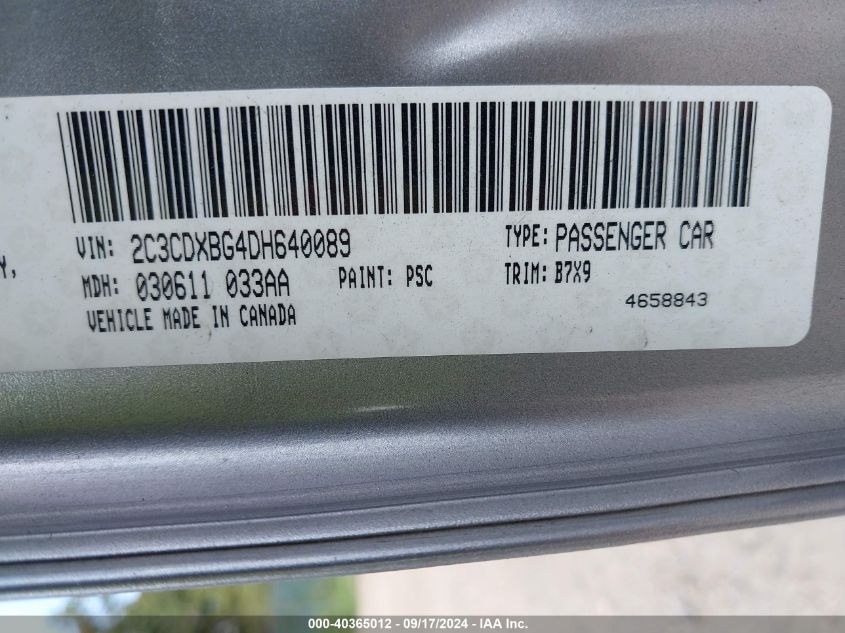 VIN: 2C3CDXBG4DH640089 TYPE: PASSENGER CAR
Y, MDH: 030611 033AA PAINT: PSC TRIM: B7X9
VEHICLE MADE IN CANADA 4658843
000-40365012 - 09/17/2024 - IAA Inc.